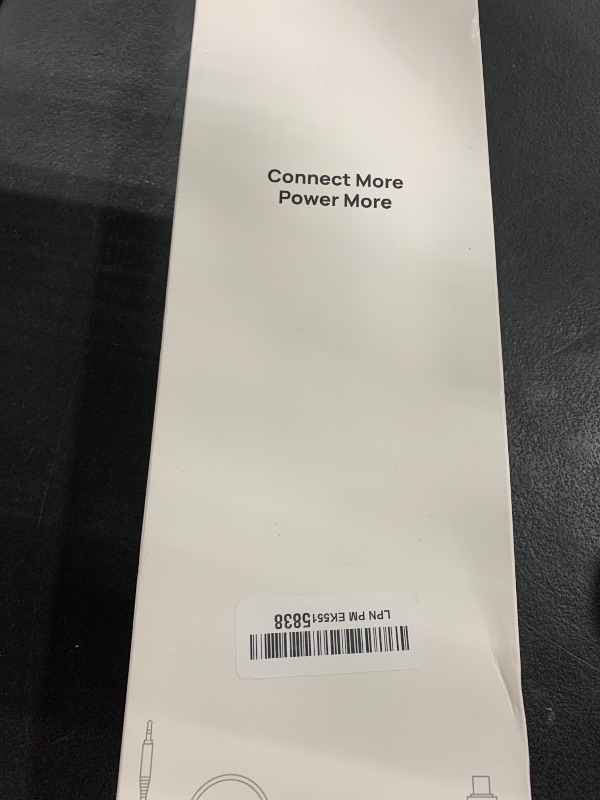 Connect More
Power More
LPN PM EK5515838